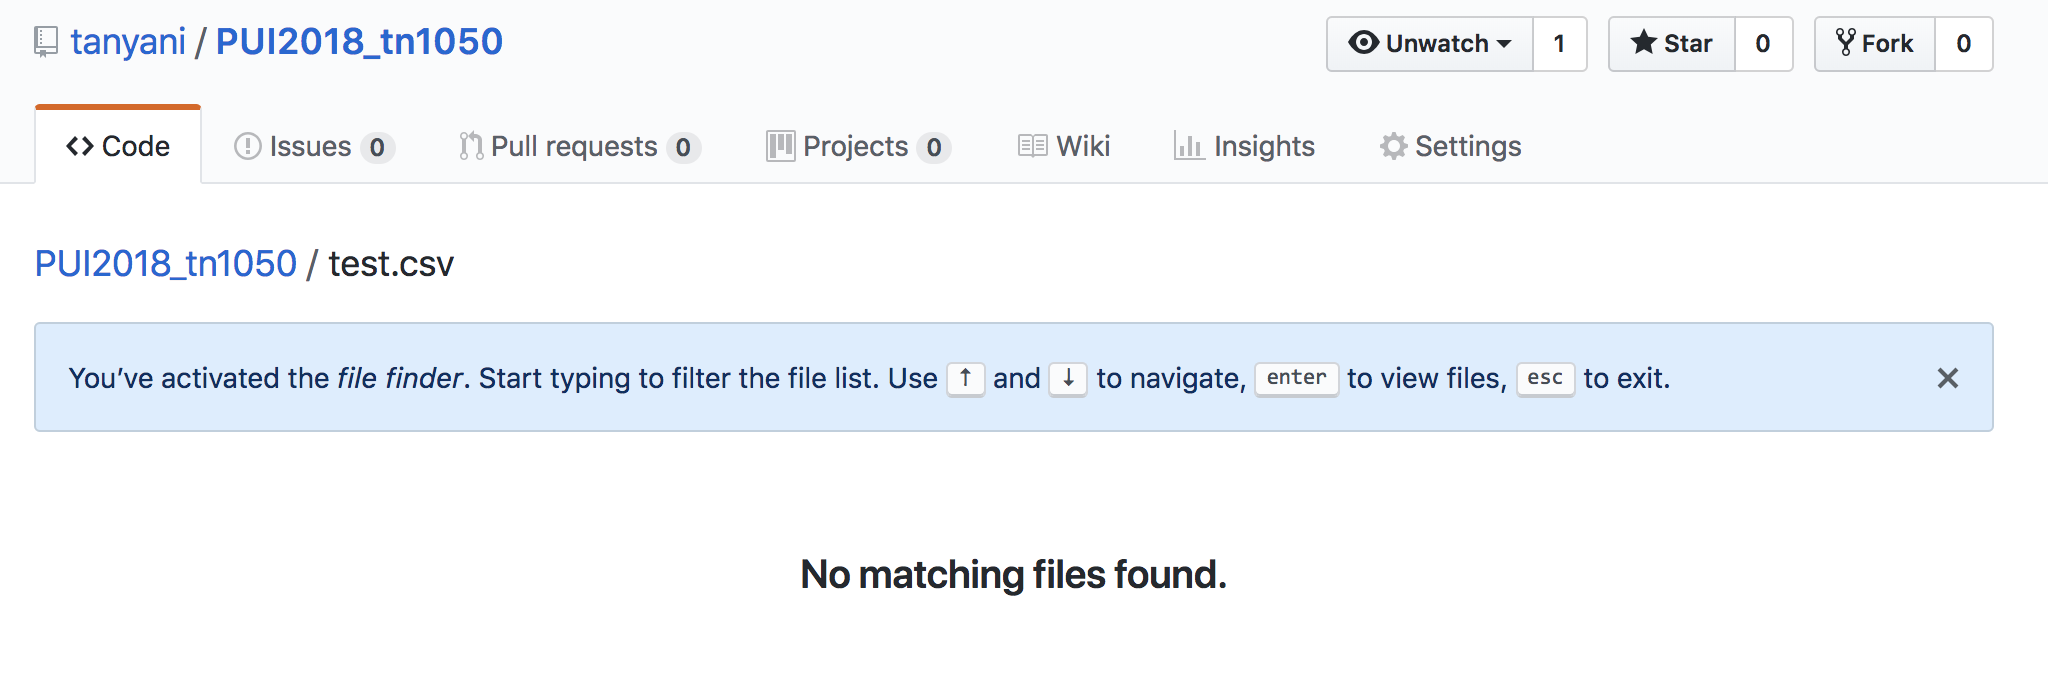 tanyani / PUI2018_tn1050
Unwatch 1 Star 0 Fork 0
Code Issues 0 Pull requests 0 Projects 0 Wiki Insights Settings
PUI2018_tn1050 / test.csv
You’ve activated the file finder. Start typing to filter the file list. Use ↑ and ↓ to navigate, enter to view files, esc to exit. ×
No matching files found.